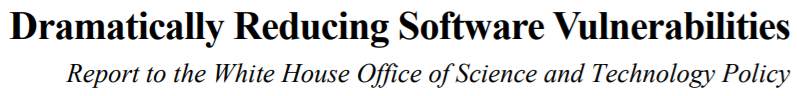 Dramatically Reducing Software Vulnerabilities
Report to the White House Office of Science and Technology Policy